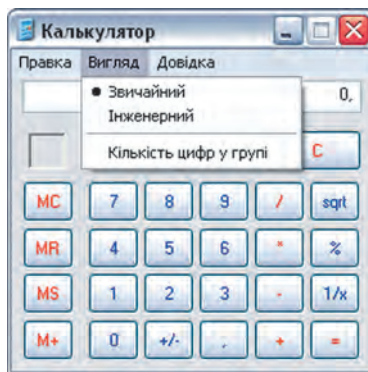 Калькулятор
Правка Вигляд Довідка
• Звичайний
Інженерний
Кількість цифр у групі
0,
C
MC 7 8 9 / sqrt
MR 4 5 6 * %
MS 1 2 3 - 1/x
M+ 0 +/- , + =